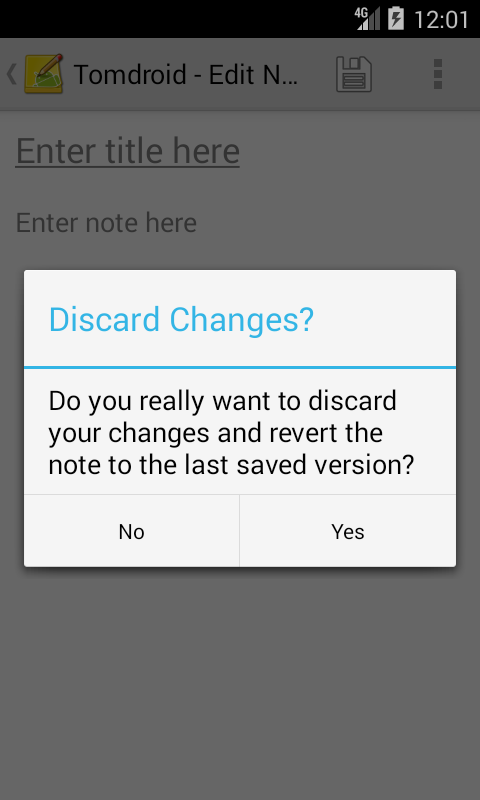 4G 12:01
Tomdroid - Edit N...
Enter title here
Enter note here
Discard Changes?
Do you really want to discard
your changes and revert the
note to the last saved version?
No Yes